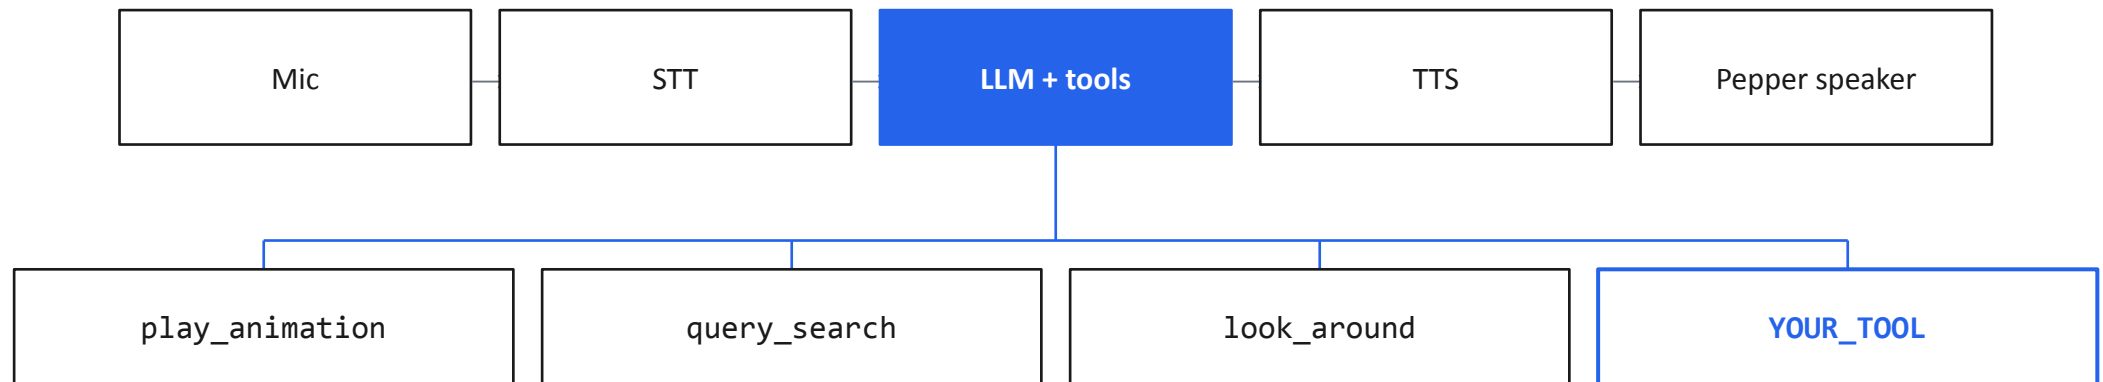 Mic
STT
LLM + tools
TTS
Pepper speaker
play_animation
query_search
look_around
YOUR_TOOL